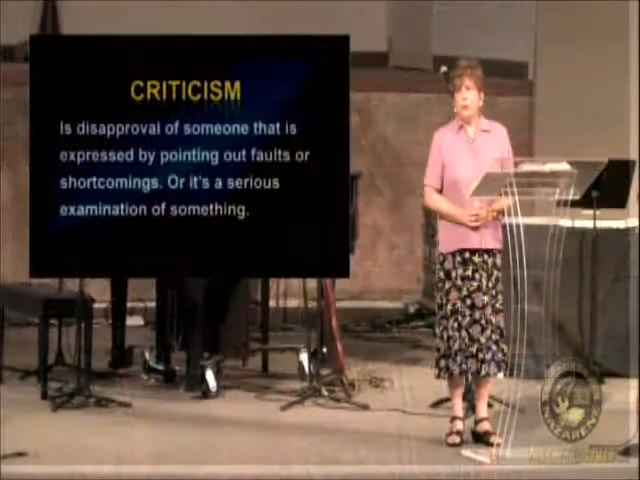 CRITICISM
Is disapproval of someone that is
expressed by pointing out faults or
shortcomings. Or it's a serious
examination of something.